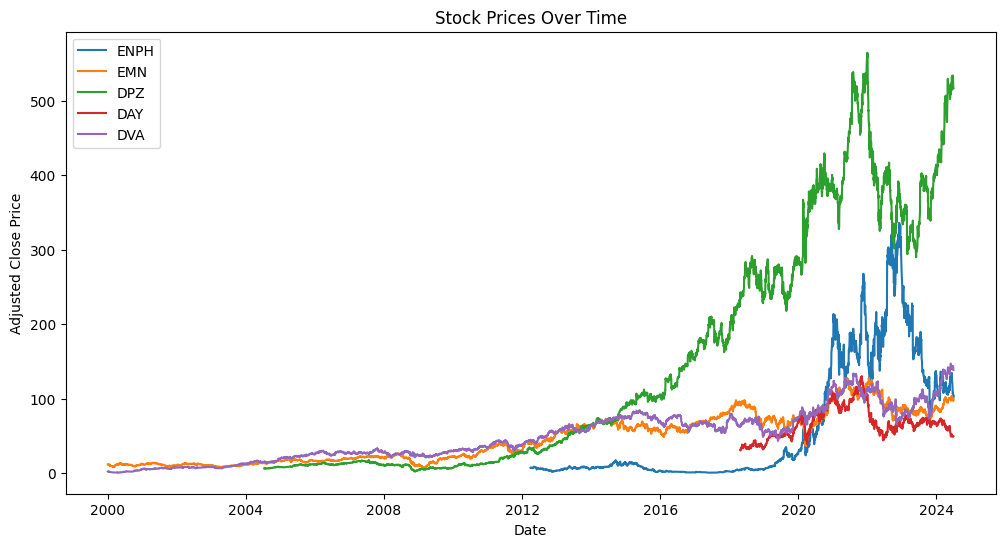 Stock Prices Over Time
ENPH
EMN
DPZ
DAY
DVA
Adjusted Close Price
500
400
300
200
100
0
2000 2004 2008 2012 2016 2020 2024
Date